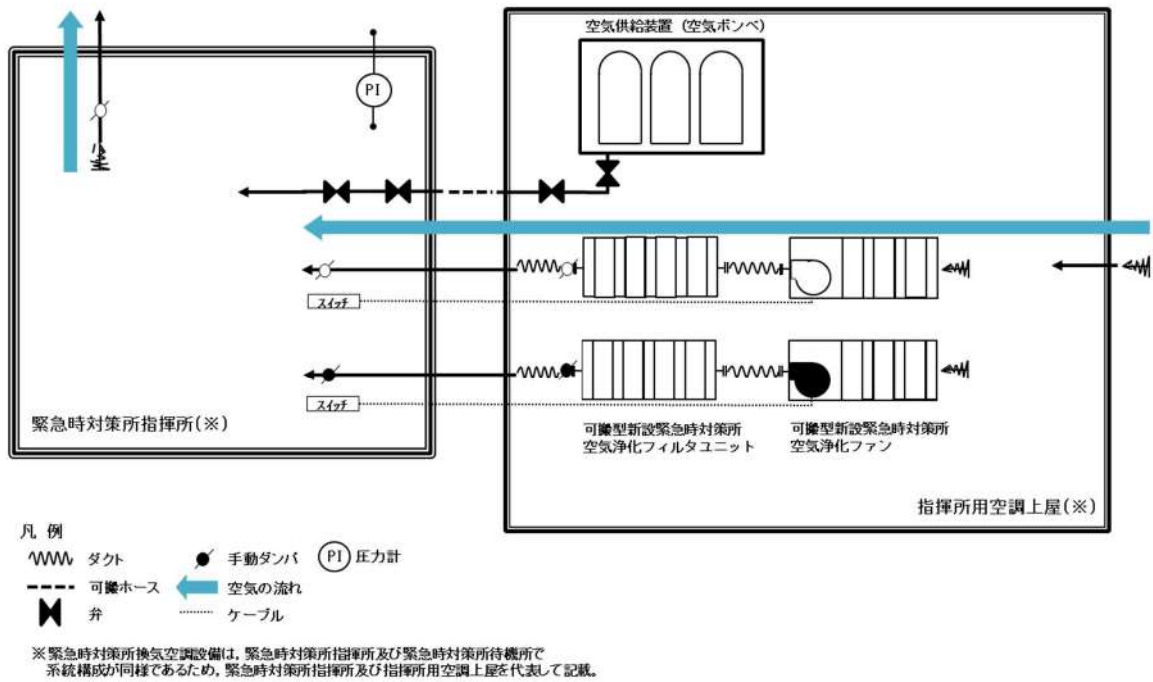 空気供給装置（空気ボンベ）
PI
スイッチ
スイッチ
緊急時対策所指揮所(※)
可搬型新設緊急時対策所
空気浄化フィルタユニット
可搬型新設緊急時対策所
空気浄化ファン
指揮所用空調上屋(※)
凡 例
ダクト
手動ダンパ
PI
圧力計
可搬ホース
空気の流れ
弁
ケーブル
※緊急時対策所換気空調設備は，緊急時対策所指揮所及び緊急時対策所待機所で
系統構成が同様であるため，緊急時対策所指揮所及び指揮所用空調上屋を代表して記載。